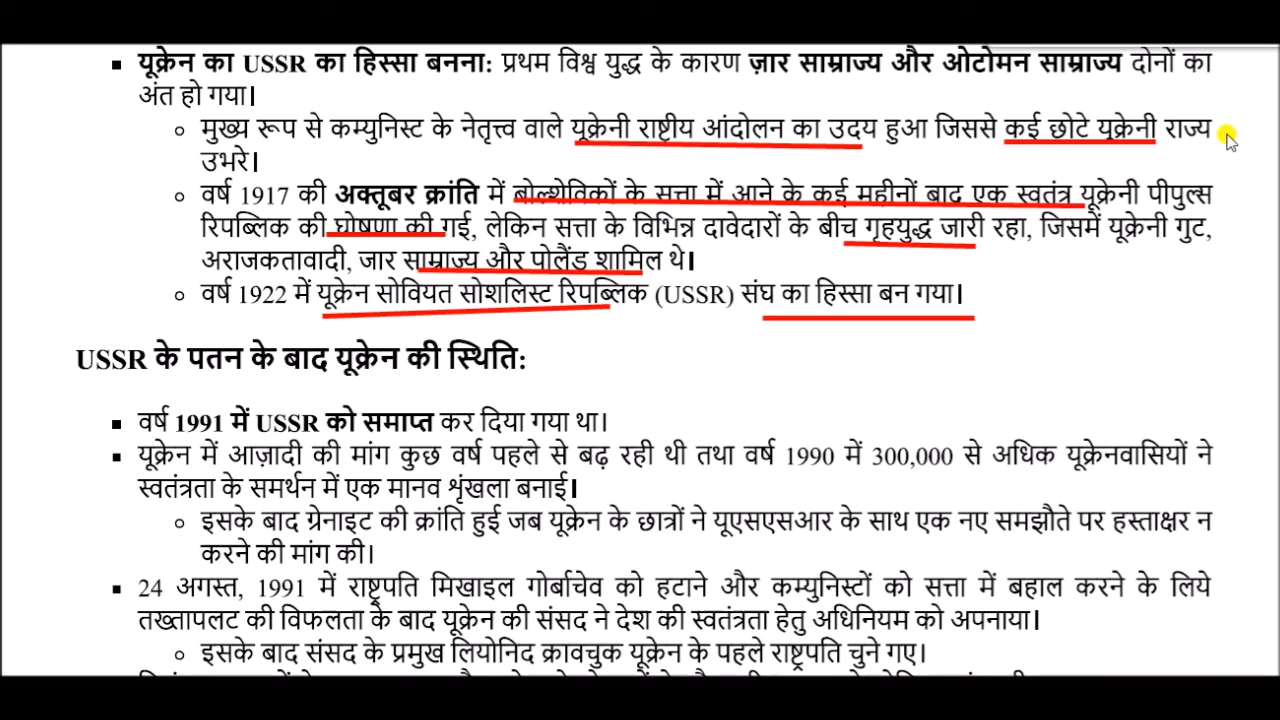 यूक्रेन का USSR का हिस्सा बनना: प्रथम विश्व युद्ध के कारण ज़ार साम्राज्य और ओटोमन साम्राज्य दोनों का
अंत हो गया।
मुख्य रूप से कम्युनिस्ट के नेतृत्त्व वाले यूक्रेनी राष्टीय आंदोलन का उदय हुआ जिससे कई छोटे यूक्रेनी राज्य
उभरे।
वर्ष 1917 की अक्तूबर क्रांति में बोल्शेविकों के सत्ता में आने के कई महीनों बाद एक स्वतंत्र यूक्रेनी पीपुल्स
रिपब्लिक की घोषणा की गई, लेकिन सत्ता के विभिन्न दावेदारों के बीच गृहयुद्ध जारी रहा, जिसमें यूक्रेनी गुट,
अराजकतावादी, जार साम्राज्य और पोलैंड शामिल थे।
वर्ष 1922 में यूक्रेन सोवियत सोशलिस्ट रिपब्लिक (USSR) संघ का हिस्सा बन गया।
USSR के पतन के बाद यूक्रेन की स्थिति:
वर्ष 1991 में USSR को समाप्त कर दिया गया था।
यूक्रेन में आज़ादी की मांग कुछ वर्ष पहले से बढ़ रही थी तथा वर्ष 1990 में 300,000 से अधिक यूक्रेनवासियों ने
स्वतंत्रता के समर्थन में एक मानव शृंखला बनाई।
इसके बाद ग्रेनाइट की क्रांति हुई जब यूक्रेन के छात्रों ने यूएसएसआर के साथ एक नए समझौते पर हस्ताक्षर न
करने की मांग की।
24 अगस्त, 1991 में राष्ट्रपति मिखाइल गोर्बाचेव को हटाने और कम्युनिस्टों को सत्ता में बहाल करने के लिये
तख्तापलट की विफलता के बाद यूक्रेन की संसद ने देश की स्वतंत्रता हेतु अधिनियम को अपनाया।
इसके बाद संसद के प्रमुख लियोनिद क्रावचुक यूक्रेन के पहले राष्ट्रपति चुने गए।